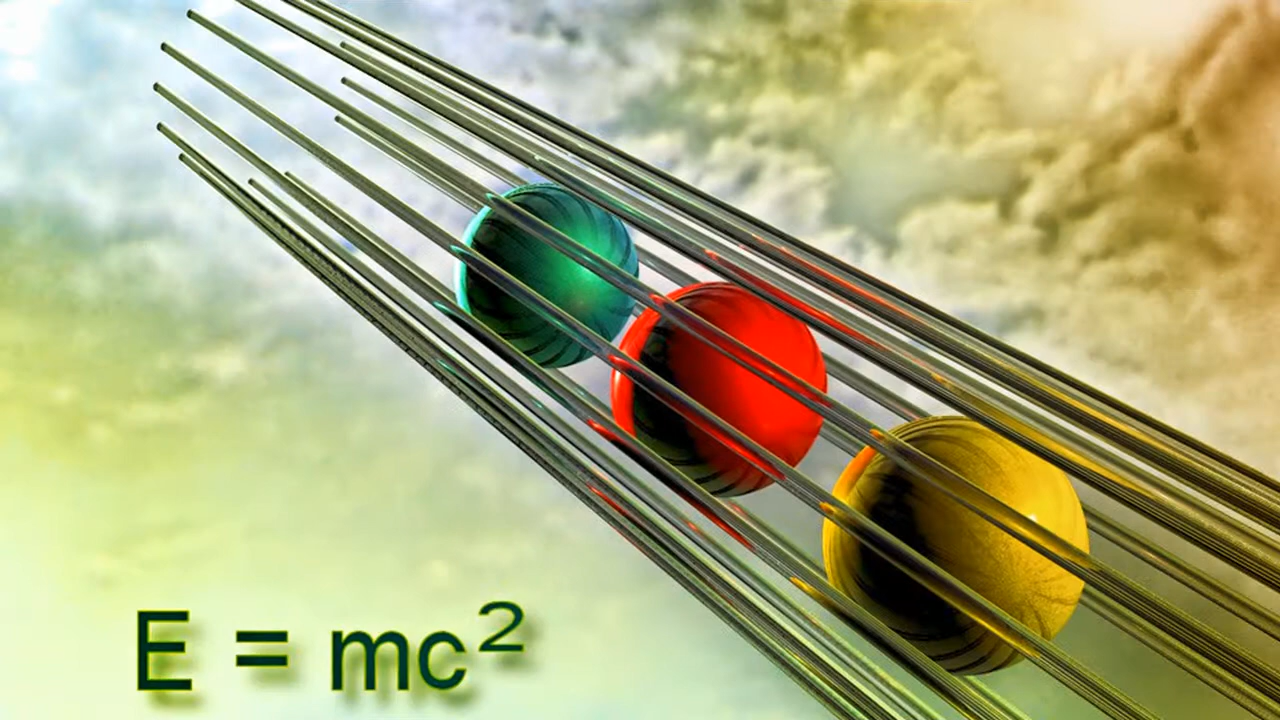 E = mc²